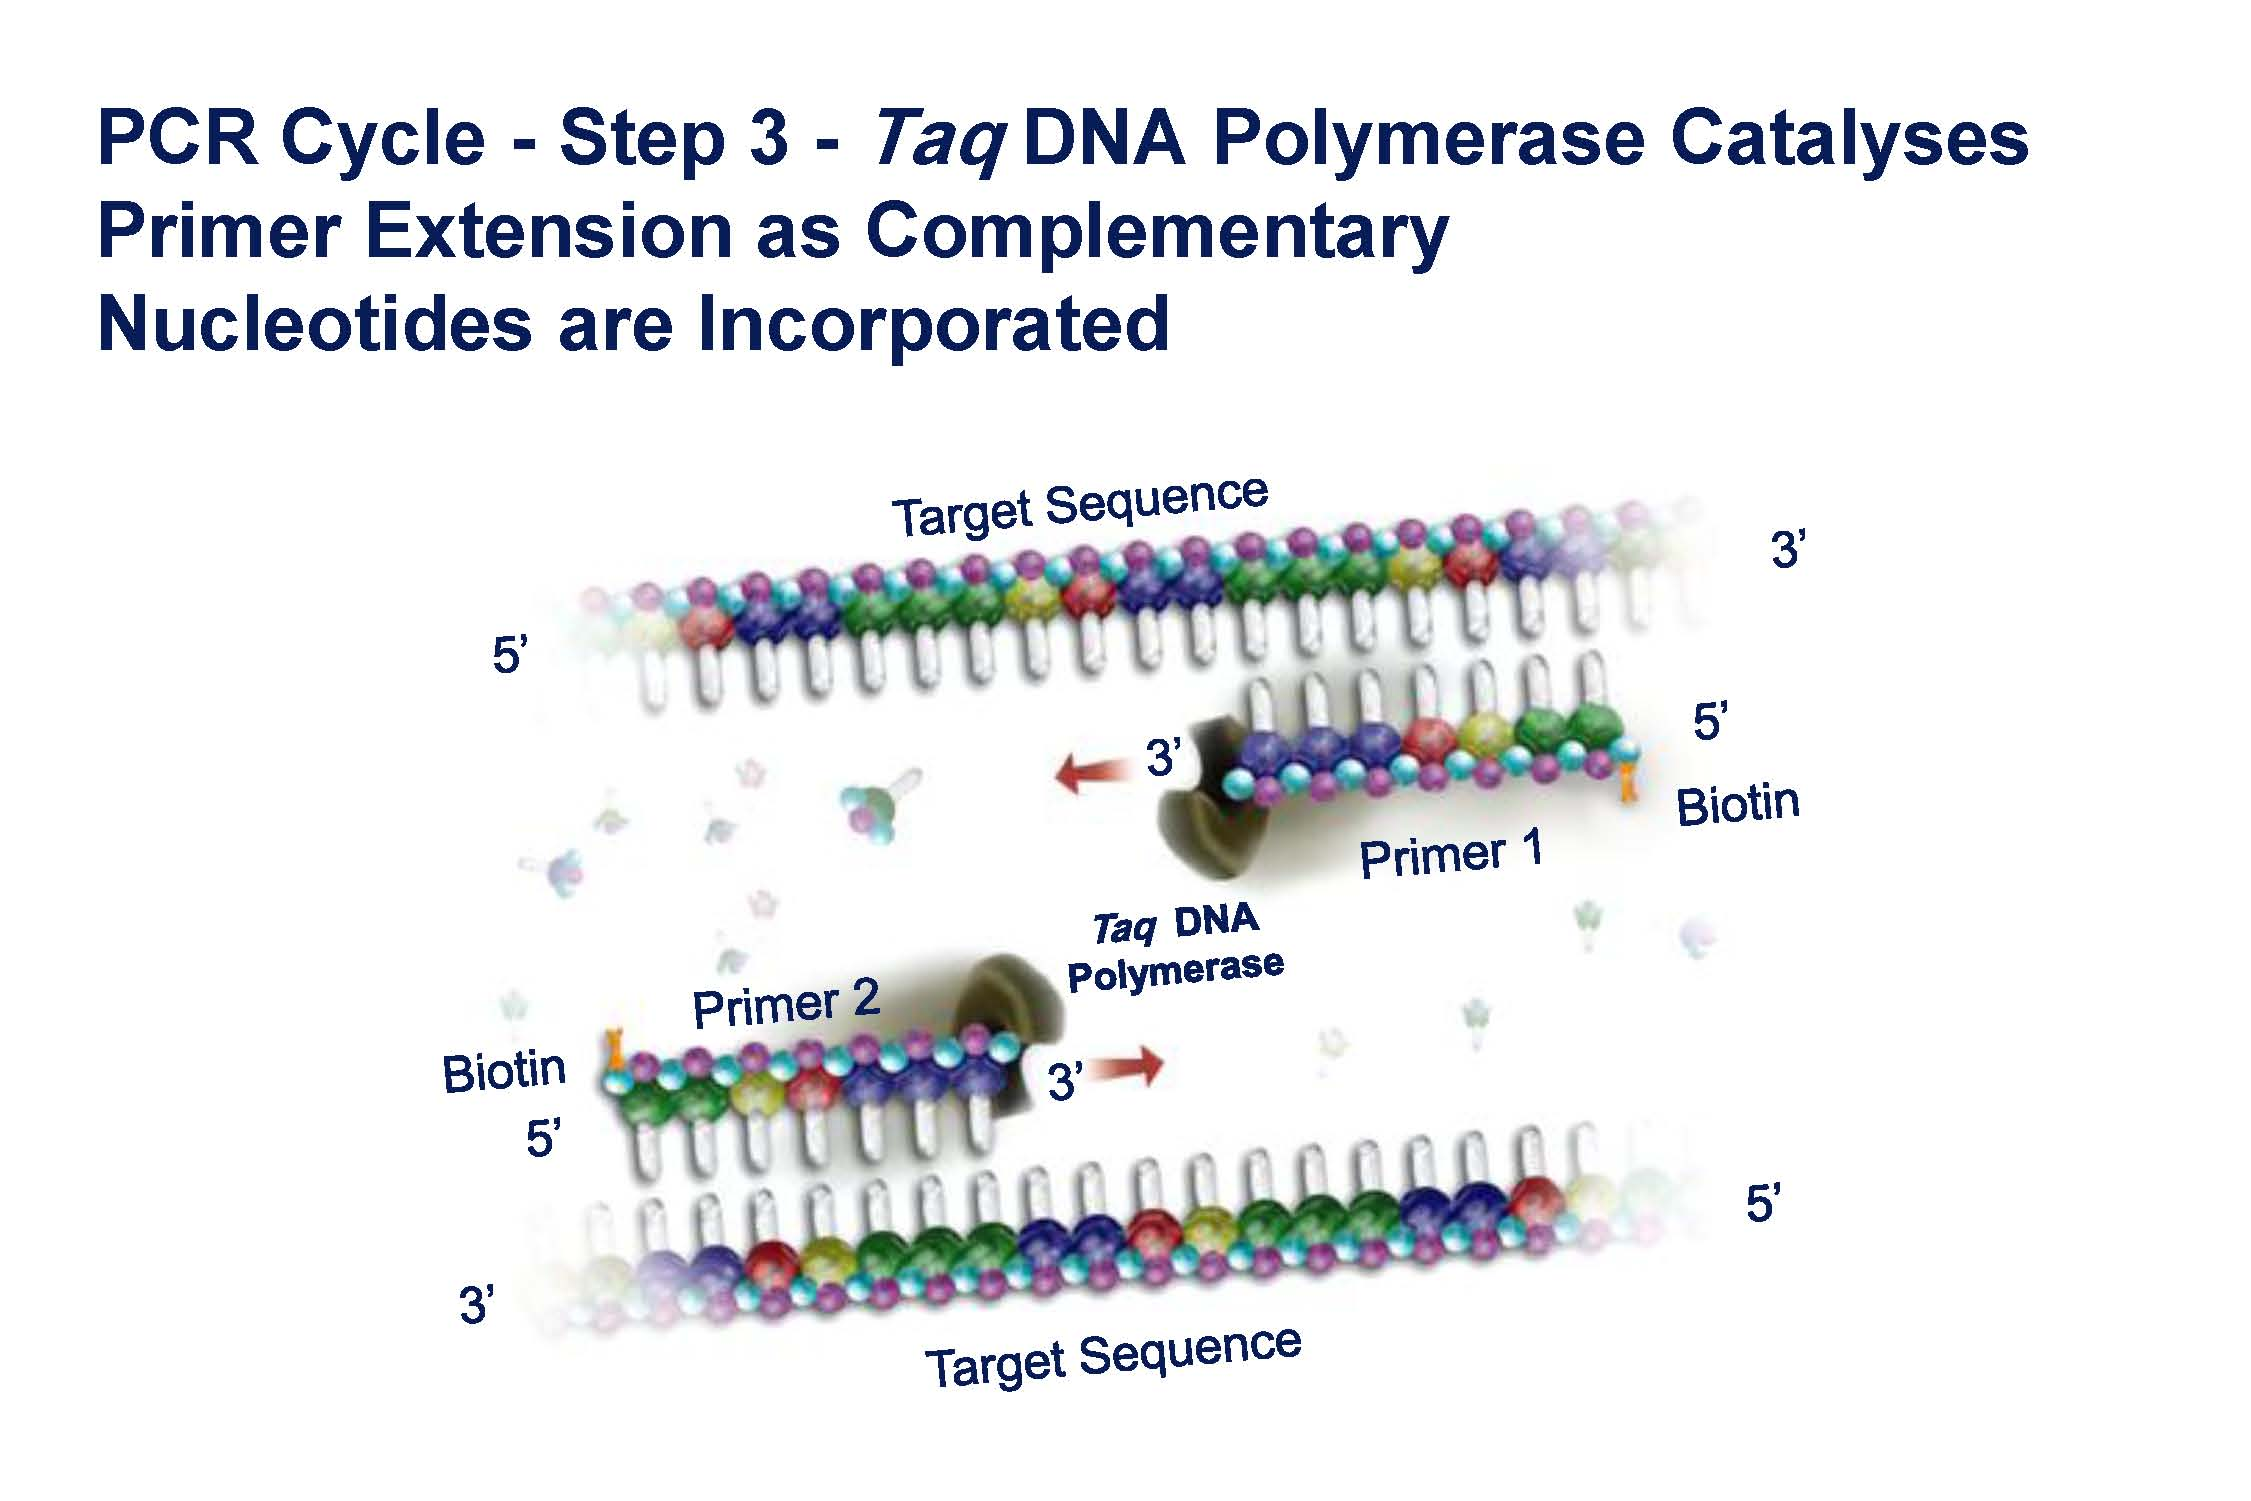 PCR Cycle - Step 3 - Taq DNA Polymerase Catalyses
Primer Extension as Complementary
Nucleotides are Incorporated
Target Sequence
3’
5’
5’
3’
Biotin
Primer 1
Taq DNA
Polymerase
Primer 2
Biotin
3’
5’
5’
3’
Target Sequence